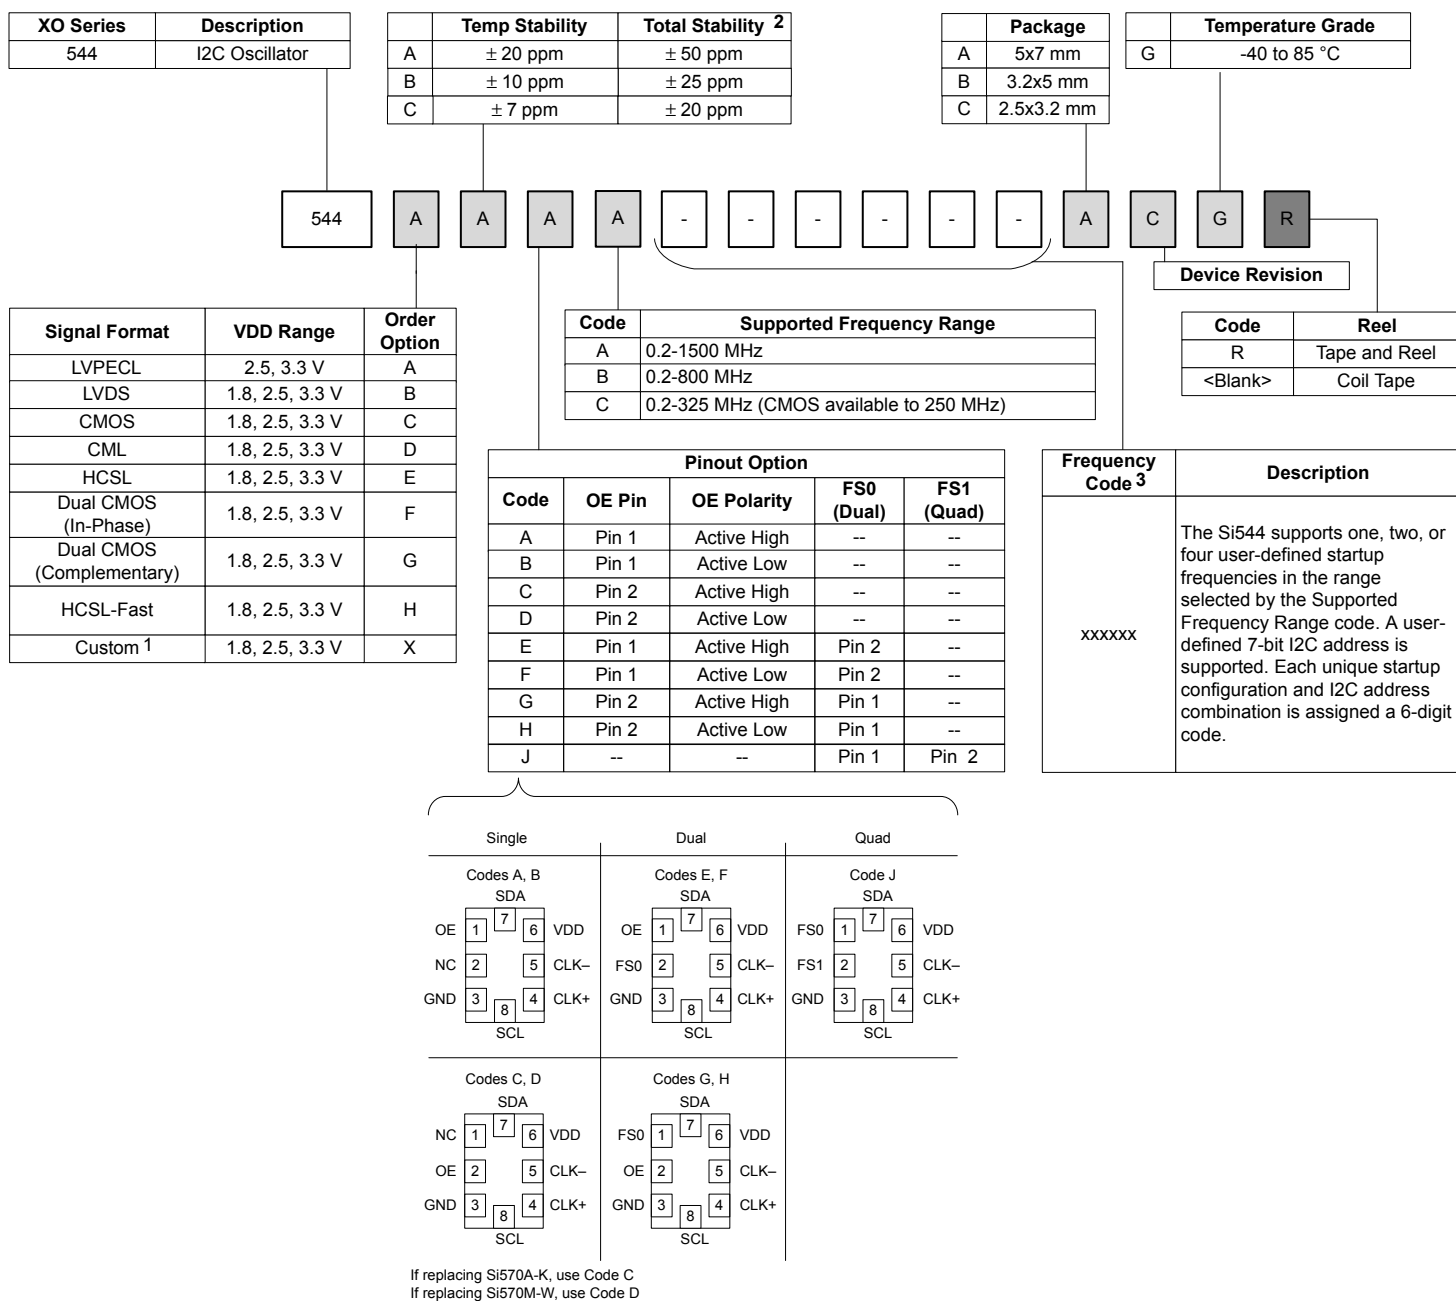 XO Series Description
544 I2C Oscillator
Temp Stability Total Stability 2
A ± 20 ppm ± 50 ppm
B ± 10 ppm ± 25 ppm
C ± 7 ppm ± 20 ppm
Package
A 5x7 mm
B 3.2x5 mm
C 2.5x3.2 mm
Temperature Grade
G -40 to 85 °C
544 A A A A - - - - - - A C G R
Device Revision
Signal Format VDD Range Order Option
LVPECL 2.5, 3.3 V A
LVDS 1.8, 2.5, 3.3 V B
CMOS 1.8, 2.5, 3.3 V C
CML 1.8, 2.5, 3.3 V D
HCSL 1.8, 2.5, 3.3 V E
Dual CMOS (In-Phase) 1.8, 2.5, 3.3 V F
Dual CMOS (Complementary) 1.8, 2.5, 3.3 V G
HCSL-Fast 1.8, 2.5, 3.3 V H
Custom 1 1.8, 2.5, 3.3 V X
Code Supported Frequency Range
A 0.2-1500 MHz
B 0.2-800 MHz
C 0.2-325 MHz (CMOS available to 250 MHz)
Code Reel
R Tape and Reel
<Blank> Coil Tape
Pinout Option
Code OE Pin OE Polarity FS0 (Dual) FS1 (Quad)
A Pin 1 Active High -- --
B Pin 1 Active Low -- --
C Pin 2 Active High -- --
D Pin 2 Active Low -- --
E Pin 1 Active High Pin 2 --
F Pin 1 Active Low Pin 2 --
G Pin 2 Active High Pin 1 --
H Pin 2 Active Low Pin 1 --
J -- -- Pin 1 Pin 2
Frequency Code 3 Description
xxxxxx
The Si544 supports one, two, or
four user-defined startup
frequencies in the range
selected by the Supported
Frequency Range code. A user-
defined 7-bit I2C address is
supported. Each unique startup
configuration and I2C address
combination is assigned a 6-digit
code.
Single Dual Quad
Codes A, B
SDA
7
OE 1 6 VDD
NC 2 5 CLK–
GND 3 4 CLK+
8
SCL
Codes E, F
SDA
7
OE 1 6 VDD
FS0 2 5 CLK–
GND 3 4 CLK+
8
SCL
Code J
SDA
7
FS0 1 6 VDD
FS1 2 5 CLK–
GND 3 4 CLK+
8
SCL
Codes C, D
SDA
7
NC 1 6 VDD
OE 2 5 CLK–
GND 3 4 CLK+
8
SCL
Codes G, H
SDA
7
FS0 1 6 VDD
OE 2 5 CLK–
GND 3 4 CLK+
8
SCL
If replacing Si570A-K, use Code C
If replacing Si570M-W, use Code D